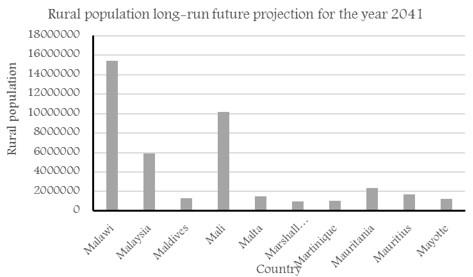 Rural population long-run future projection for the year 2041
18000000
16000000
14000000
12000000
10000000
8000000
6000000
4000000
2000000
0
Rural population
Malawi
Malaysia
Maldives
Mali
Malta
Marshall...
Martinique
Mauritania
Mauritius
Mayotte
Country